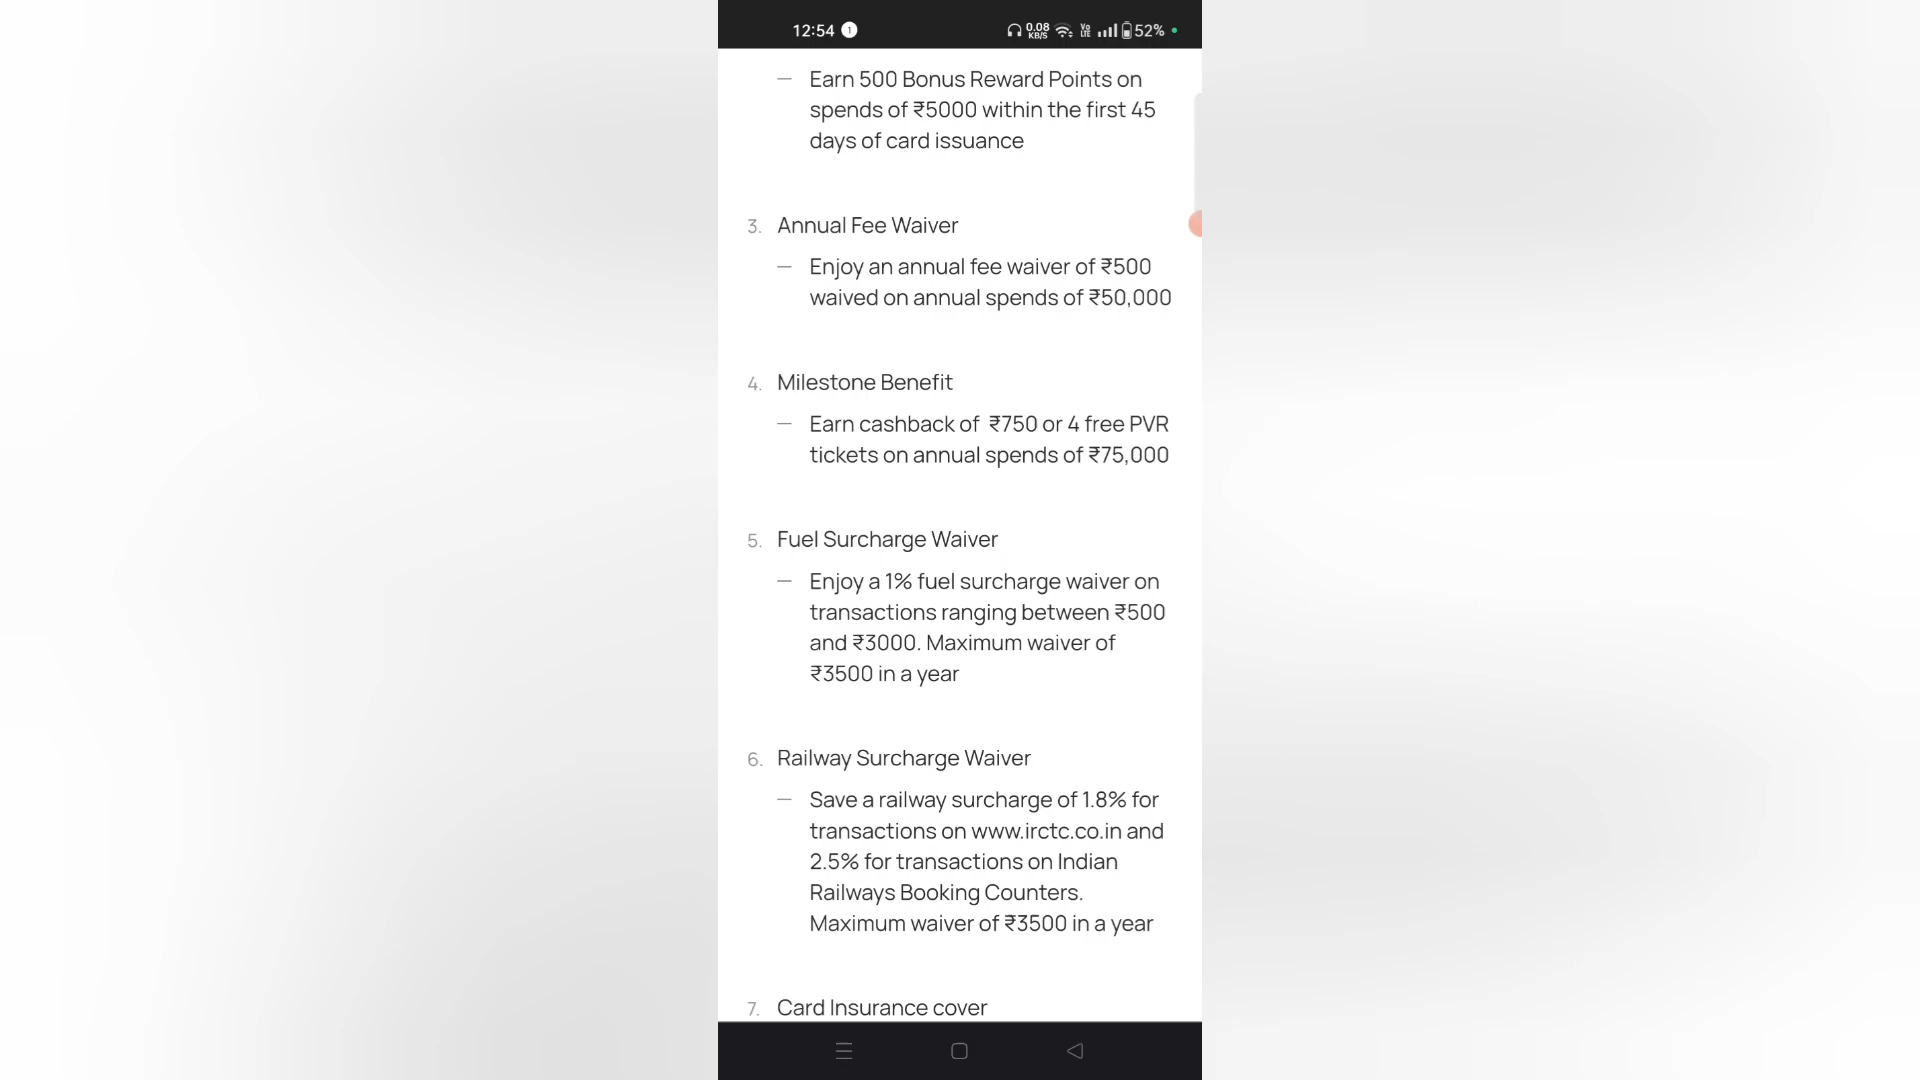 12:54 1 0.08 KB/S Vo LTE 52%
— Earn 500 Bonus Reward Points on
spends of ₹5000 within the first 45
days of card issuance
3. Annual Fee Waiver
— Enjoy an annual fee waiver of ₹500
waived on annual spends of ₹50,000
4. Milestone Benefit
— Earn cashback of ₹750 or 4 free PVR
tickets on annual spends of ₹75,000
5. Fuel Surcharge Waiver
— Enjoy a 1% fuel surcharge waiver on
transactions ranging between ₹500
and ₹3000. Maximum waiver of
₹3500 in a year
6. Railway Surcharge Waiver
— Save a railway surcharge of 1.8% for
transactions on www.irctc.co.in and
2.5% for transactions on Indian
Railways Booking Counters.
Maximum waiver of ₹3500 in a year
7. Card Insurance cover